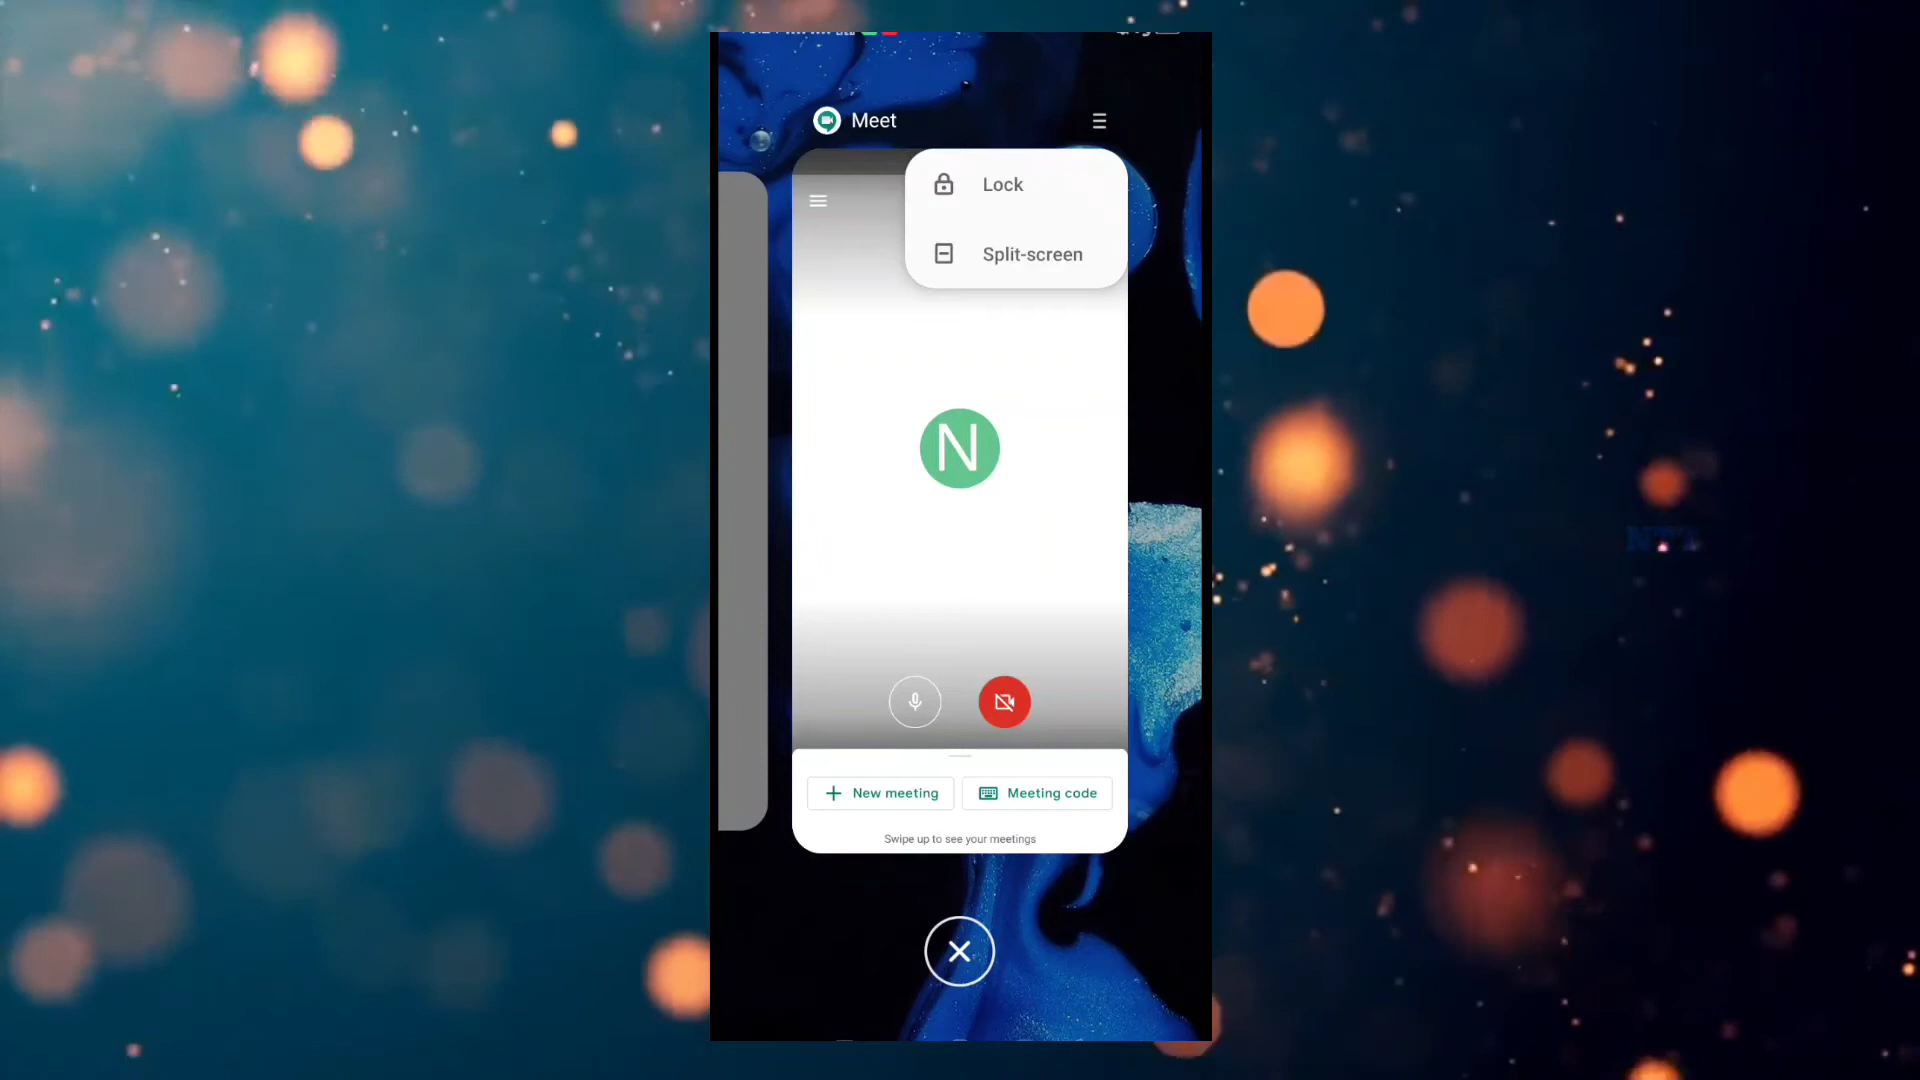 Meet
Lock
Split-screen
N
New meeting
Meeting code
Swipe up to see your meetings